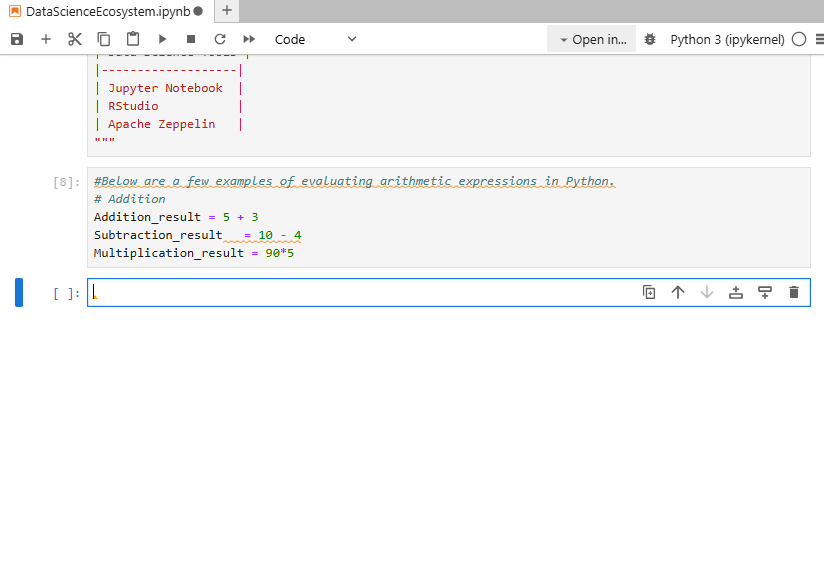 DataScienceEcosystem.ipynb
Code
Open in...
Python 3 (ipykernel)
|-------------------|
| Jupyter Notebook  |
| RStudio           |
| Apache Zeppelin   |
"""
[8]:
#Below are a few examples of evaluating arithmetic expressions in Python.
# Addition
Addition_result = 5 + 3
Subtraction_result   = 10 - 4
Multiplication_result = 90*5
[ ]: